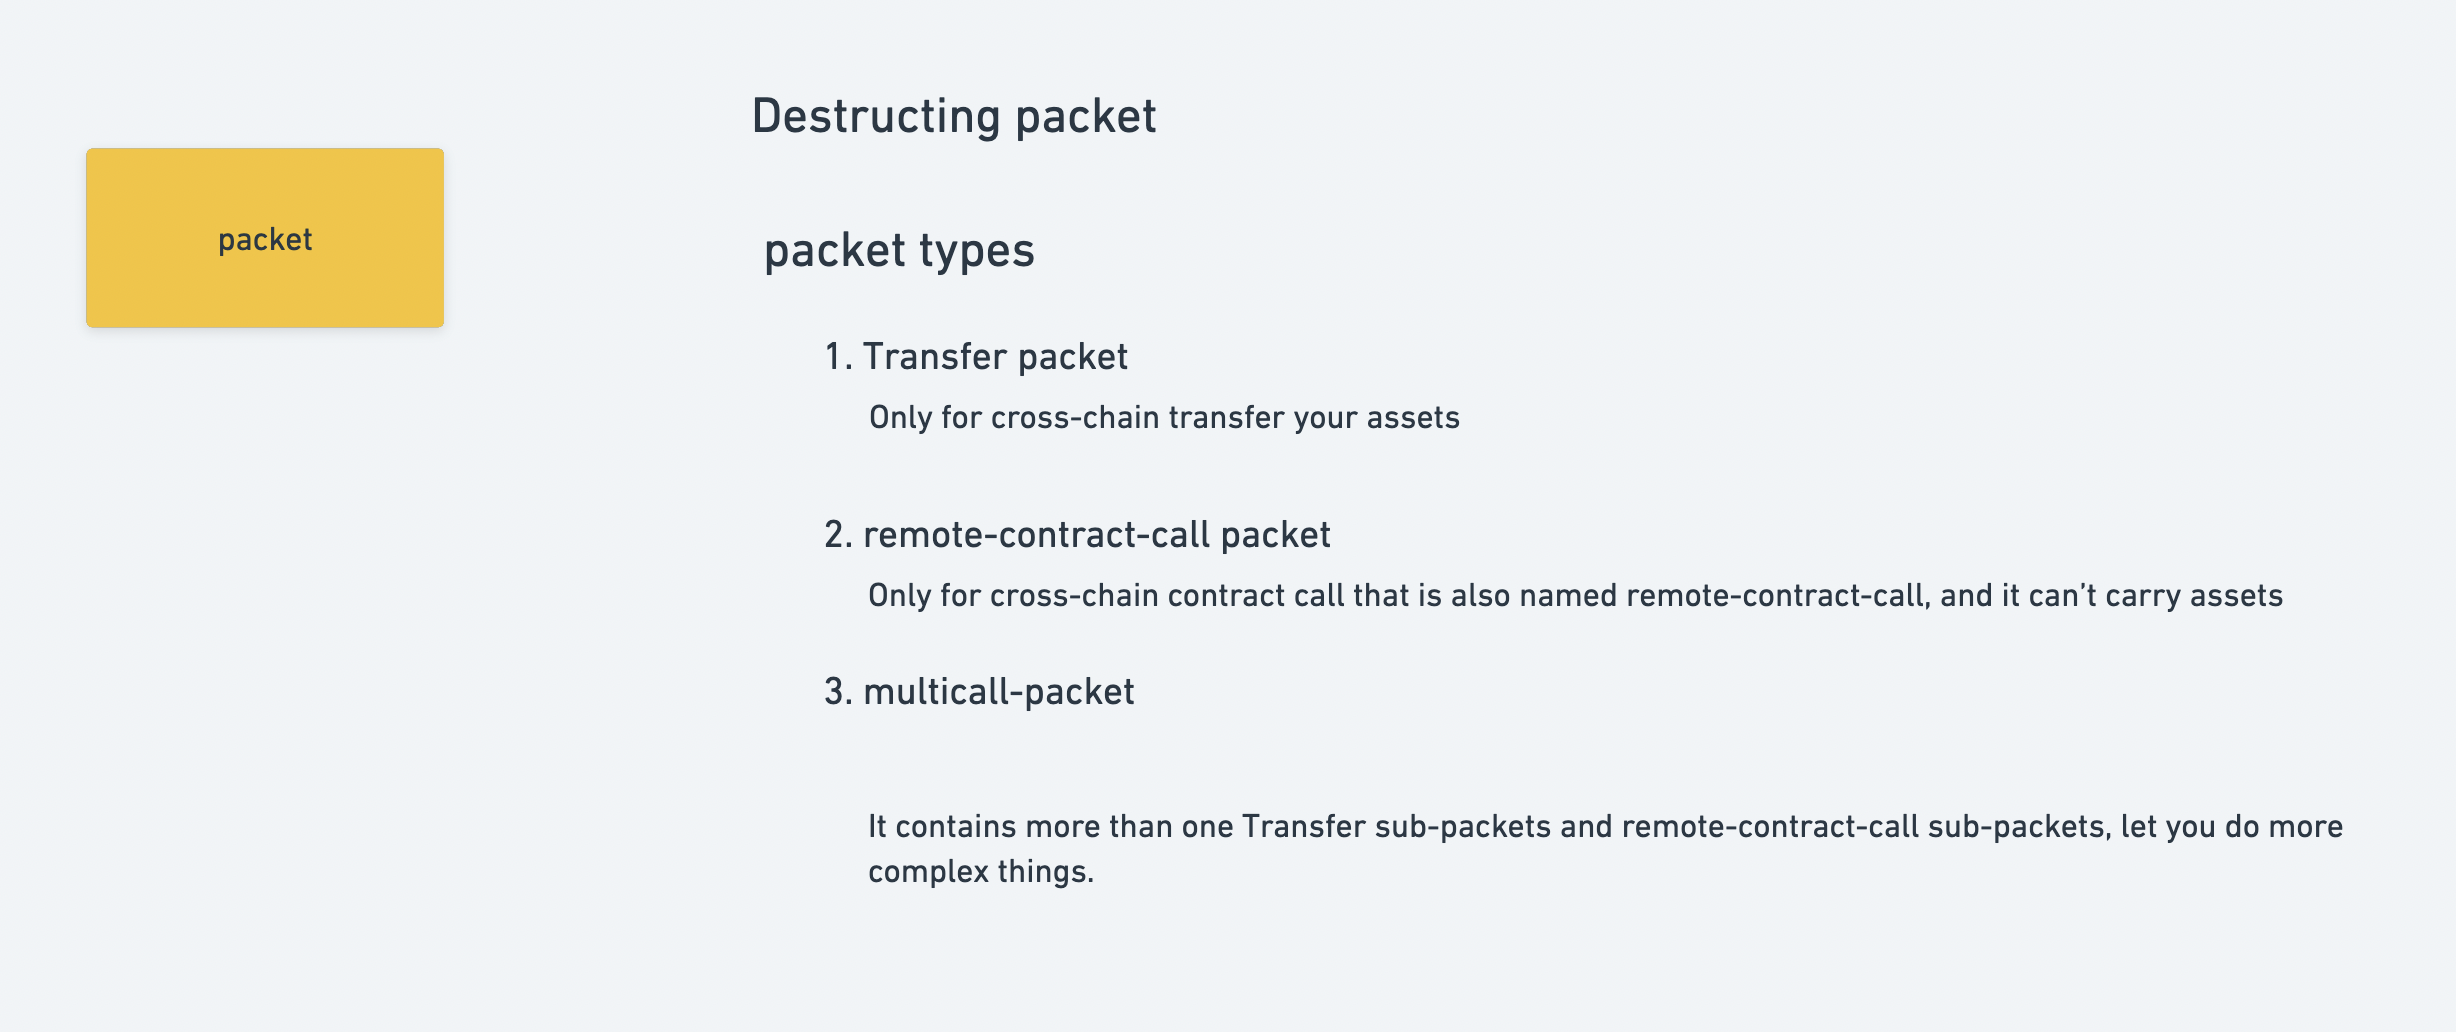 Destructing packet
packet
packet types
1. Transfer packet
Only for cross-chain transfer your assets
2. remote-contract-call packet
Only for cross-chain contract call that is also named remote-contract-call, and it can’t carry assets
3. multicall-packet
It contains more than one Transfer sub-packets and remote-contract-call sub-packets, let you do more
complex things.